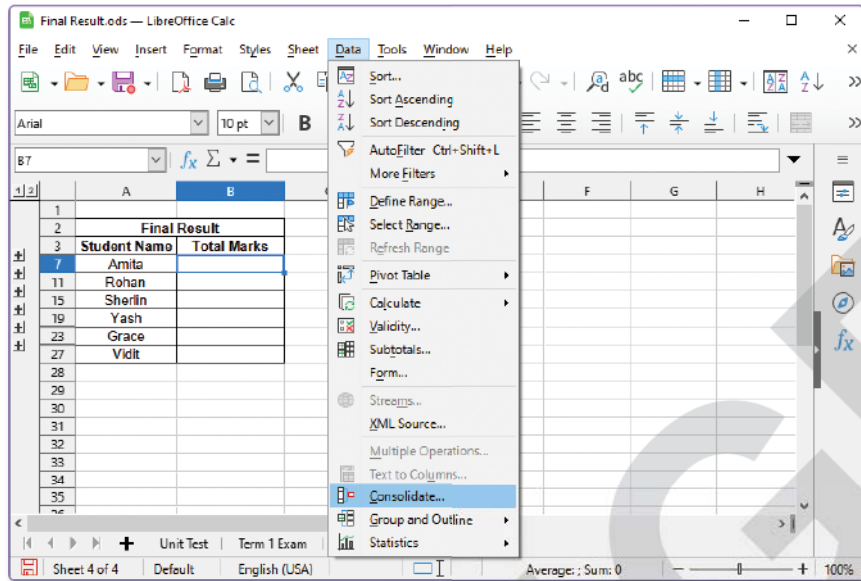 Final Result.ods — LibreOffice Calc
File Edit View Insert Format Styles Sheet Data Tools Window Help
Arial 10 pt B
B7
1 2 A B F G H
1
2 Final Result
3 Student Name Total Marks
7 Amita
11 Rohan
15 Sherlin
19 Yash
23 Grace
27 Vidit
28
29
30
31
32
33
34
35
Sort...
Sort Ascending
Sort Descending
AutoFilter Ctrl+Shift+L
More Filters
Define Range...
Select Range...
Refresh Range
Pivot Table
Calculate
Validity...
Subtotals...
Form...
Streams...
XML Source...
Multiple Operations...
Text to Columns...
Consolidate...
Group and Outline
Statistics
Unit Test Term 1 Exam
Sheet 4 of 4 Default English (USA) Average: ; Sum: 0 100%